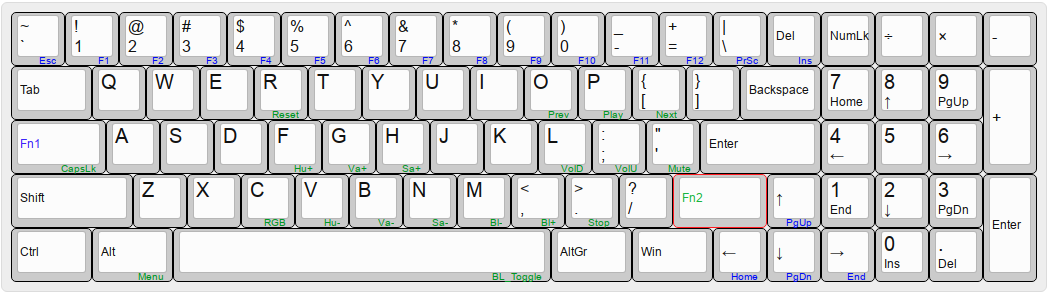 ~ ! @ # $ % ^ & * ( ) _ + | Del NumLk ÷ × -
` 1 2 3 4 5 6 7 8 9 0 - = \
Esc F1 F2 F3 F4 F5 F6 F7 F8 F9 F10 F11 F12 PrSc Ins
Tab Q W E R T Y U I O P { } Backspace 7 8 9 +
[ ] Home ↑ PgUp
Reset Prev Play Next
Fn1 A S D F G H J K L : " Enter 4 5 6
; ' ← →
CapsLk Hu+ Va+ Sa+ VolD VolU Mute
Shift Z X C V B N M < > ? Fn2 ↑ 1 2 3 Enter
, . / End ↓ PgDn
RGB Hu- Va- Sa- Bl- Bl+ Stop PgUp
Ctrl Alt AltGr Win ← ↓ → 0 .
Ins Del
Menu BL_Toggle Home PgDn End